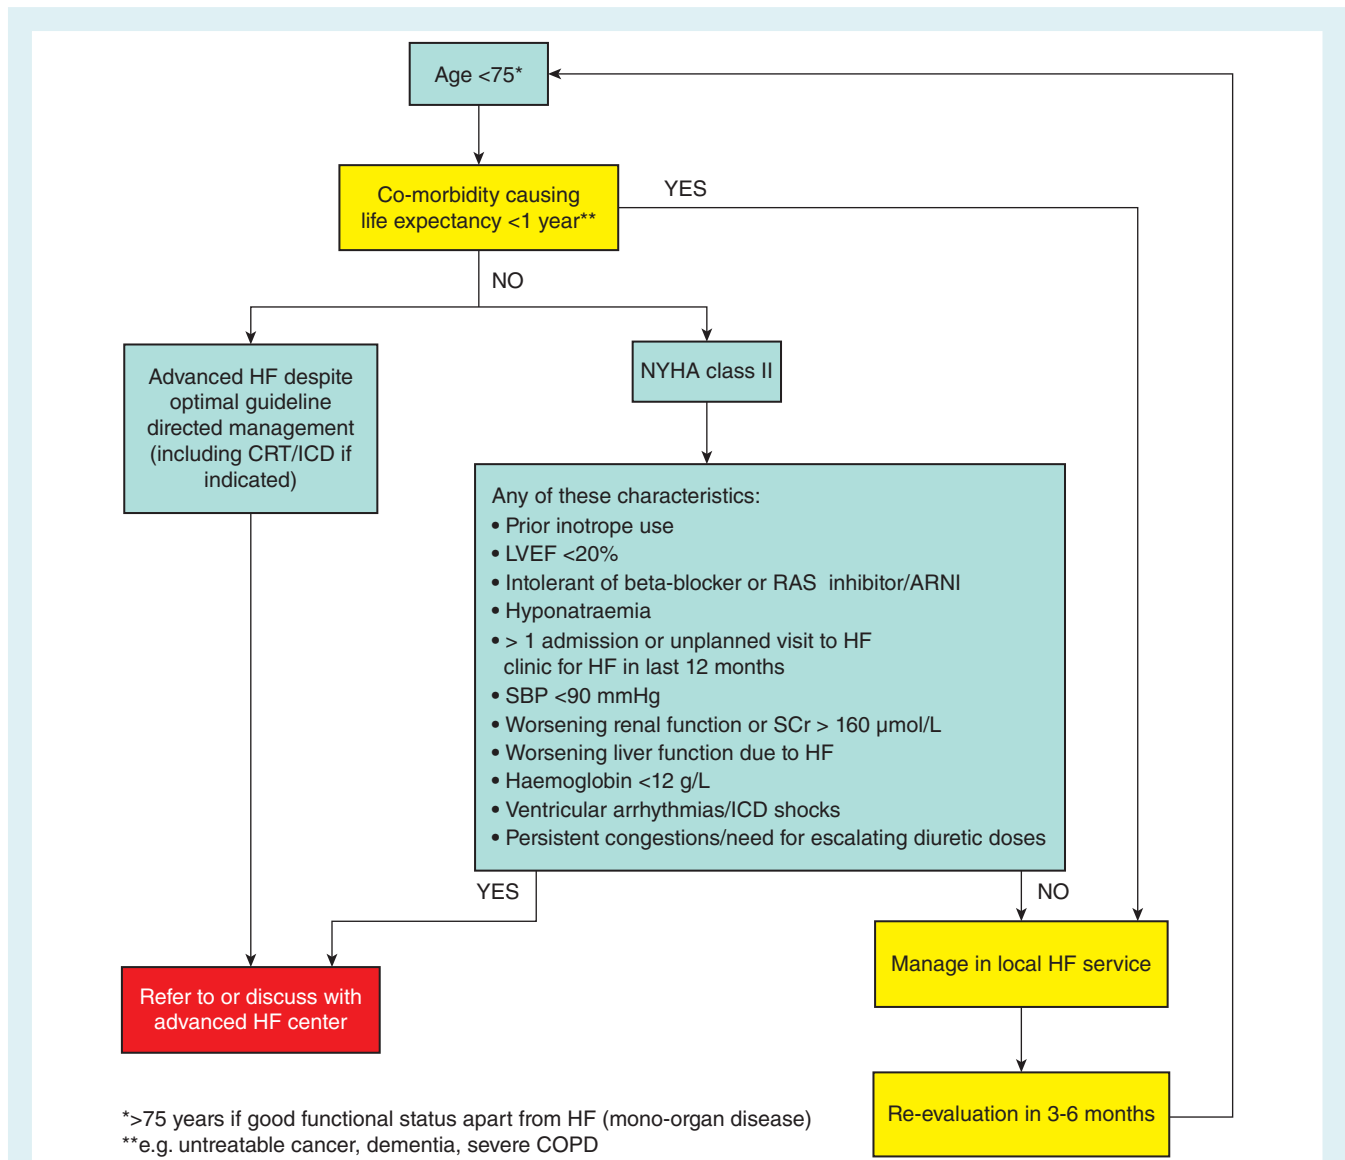 Age <75*
Co-morbidity causing
life expectancy <1 year**
YES
NO
Advanced HF despite
optimal guideline
directed management
(including CRT/ICD if
indicated)
NYHA class II
Any of these characteristics:
• Prior inotrope use
• LVEF <20%
• Intolerant of beta-blocker or RAS inhibitor/ARNI
• Hyponatraemia
• > 1 admission or unplanned visit to HF
clinic for HF in last 12 months
• SBP <90 mmHg
• Worsening renal function or SCr > 160 µmol/L
• Worsening liver function due to HF
• Haemoglobin <12 g/L
• Ventricular arrhythmias/ICD shocks
• Persistent congestions/need for escalating diuretic doses
YES
NO
Refer to or discuss with
advanced HF center
Manage in local HF service
Re-evaluation in 3-6 months
*>75 years if good functional status apart from HF (mono-organ disease)
**e.g. untreatable cancer, dementia, severe COPD